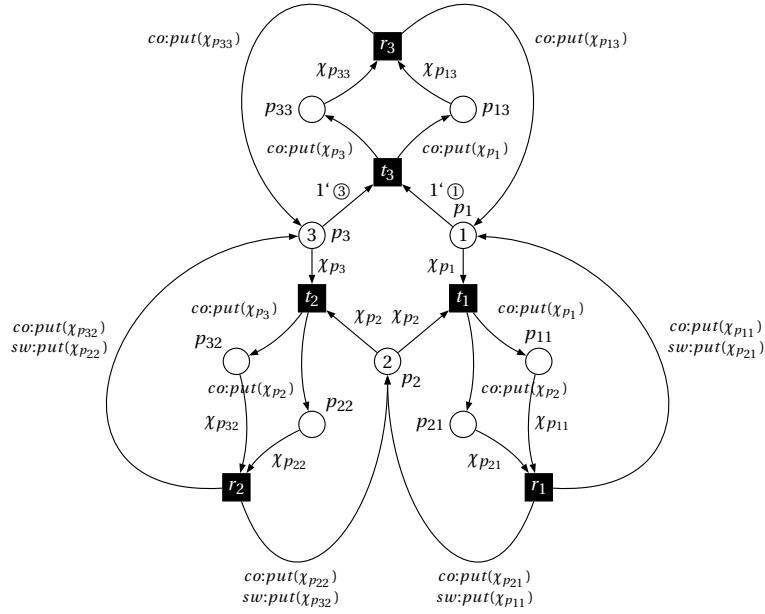 co:put(χp33) r3 co:put(χp13)
χp33 χp13
p33 p13
co:put(χp3) co:put(χp1)
t3
1‘③ 1‘①
p1
3 p3 1
χp3 χp1
t2 t1
co:put(χp3) χp2 χp2 co:put(χp1)
p32 p11
co:put(χp32) co:put(χp11)
sw:put(χp22) sw:put(χp21)
2
p2
co:put(χp2) co:put(χp2)
p22 p21
χp32 χp11
χp22 χp21
r2 r1
co:put(χp22) co:put(χp21)
sw:put(χp32) sw:put(χp11)